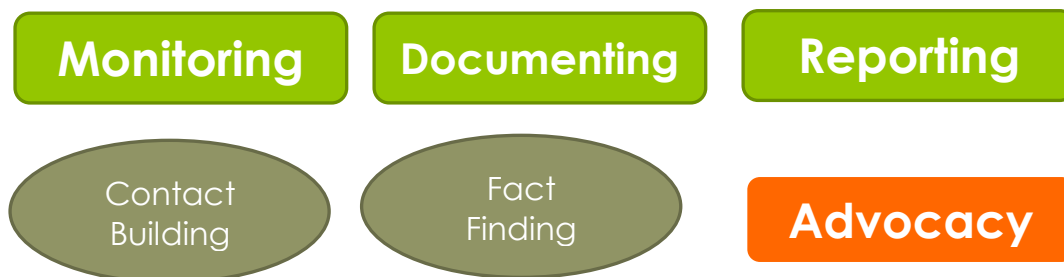 Monitoring
Documenting
Reporting
Contact
Building
Fact
Finding
Advocacy